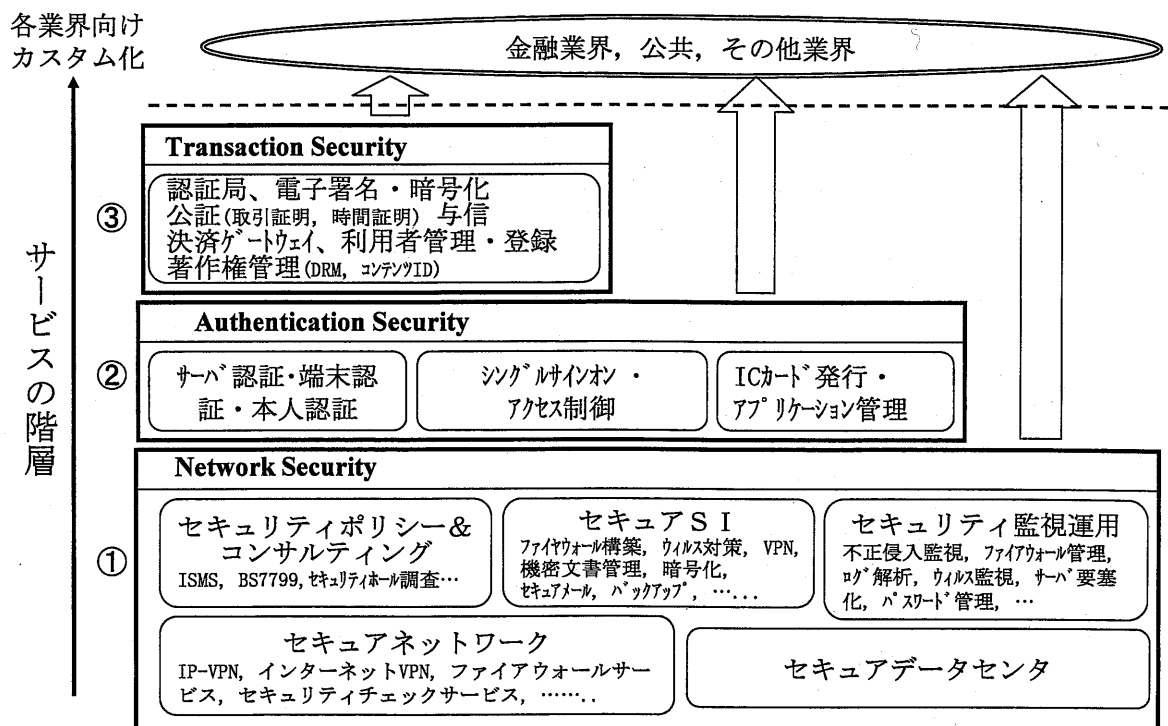 各業界向け
カスタム化
金融業界，公共，その他業界
サービスの階層
③
Transaction Security
認証局、電子署名・暗号化
公証(取引証明，時間証明) 与信
決済ｹﾞｰﾄｳｪｲ、利用者管理・登録
著作権管理(DRM，ｺﾝﾃﾝﾂID)
②
Authentication Security
ｻｰﾊﾞ認証・端末認
証・本人認証
ｼﾝｸﾞﾙｻｲﾝｵﾝ・
ｱｸｾｽ制御
ICｶｰﾄﾞ発行・
ｱﾌﾟﾘｹｰｼｮﾝ管理
①
Network Security
セキュリティポリシー＆
コンサルティング
ISMS，BS7799，ｾｷｭﾘﾃｨﾎｰﾙ調査…
セキュアＳＩ
ﾌｧｲﾔｳｫｰﾙ構築，ｳｨﾙｽ対策，VPN，
機密文書管理，暗号化，
ｾｷｭｱﾒｰﾙ，ﾊﾞｯｸｱｯﾌﾟ，…...
セキュリティ監視運用
不正侵入監視，ﾌｧｲｱｳｫｰﾙ管理，
ﾛｸﾞ解析，ｳｨﾙｽ監視，ｻｰﾊﾞ要塞
化，ﾊﾟｽﾜｰﾄﾞ管理，…
セキュアネットワーク
IP-VPN，インターネットVPN，ファイアウォールサー
ビス，セキュリティチェックサービス，……..
セキュアデータセンタ